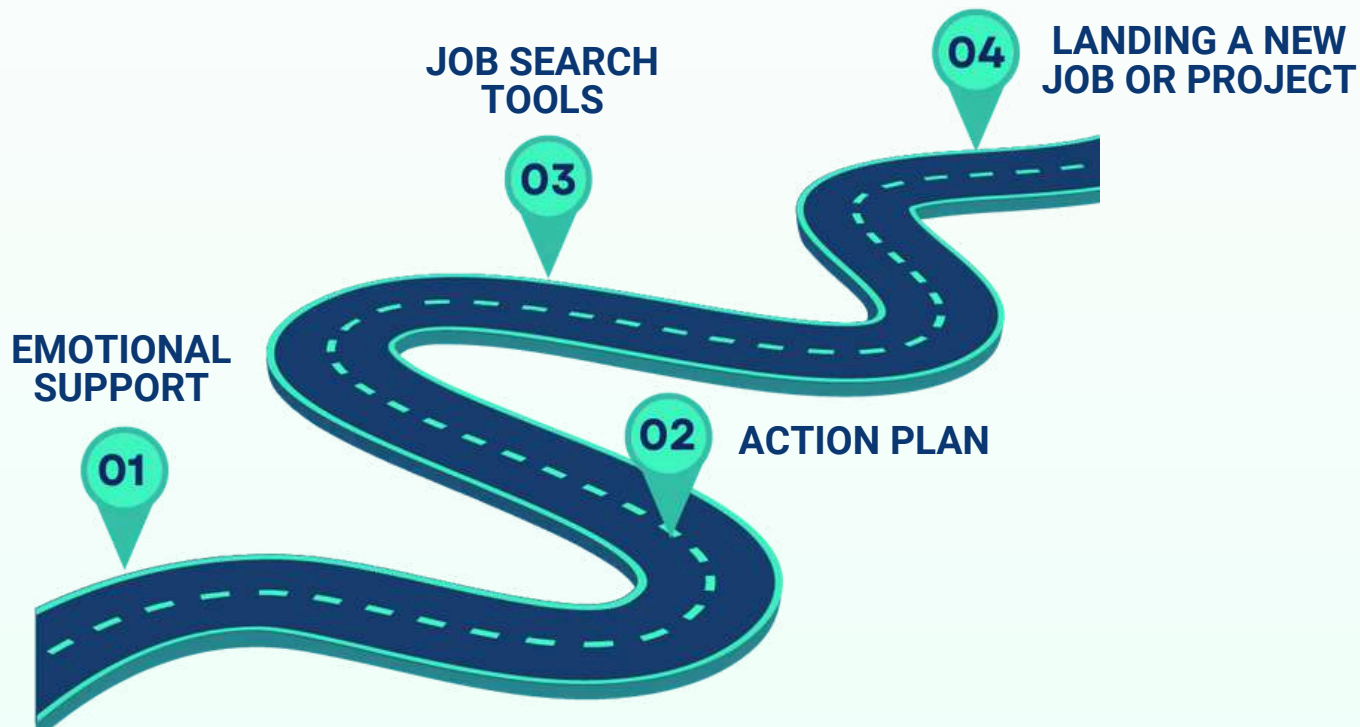 01
EMOTIONAL
SUPPORT
02
ACTION PLAN
03
JOB SEARCH
TOOLS
04
LANDING A NEW
JOB OR PROJECT